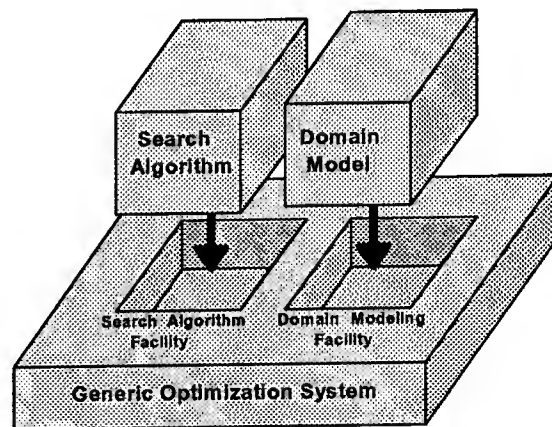 Search
Algorithm
Domain
Model
Search Algorithm
Facility
Domain Modeling
Facility
Generic Optimization System